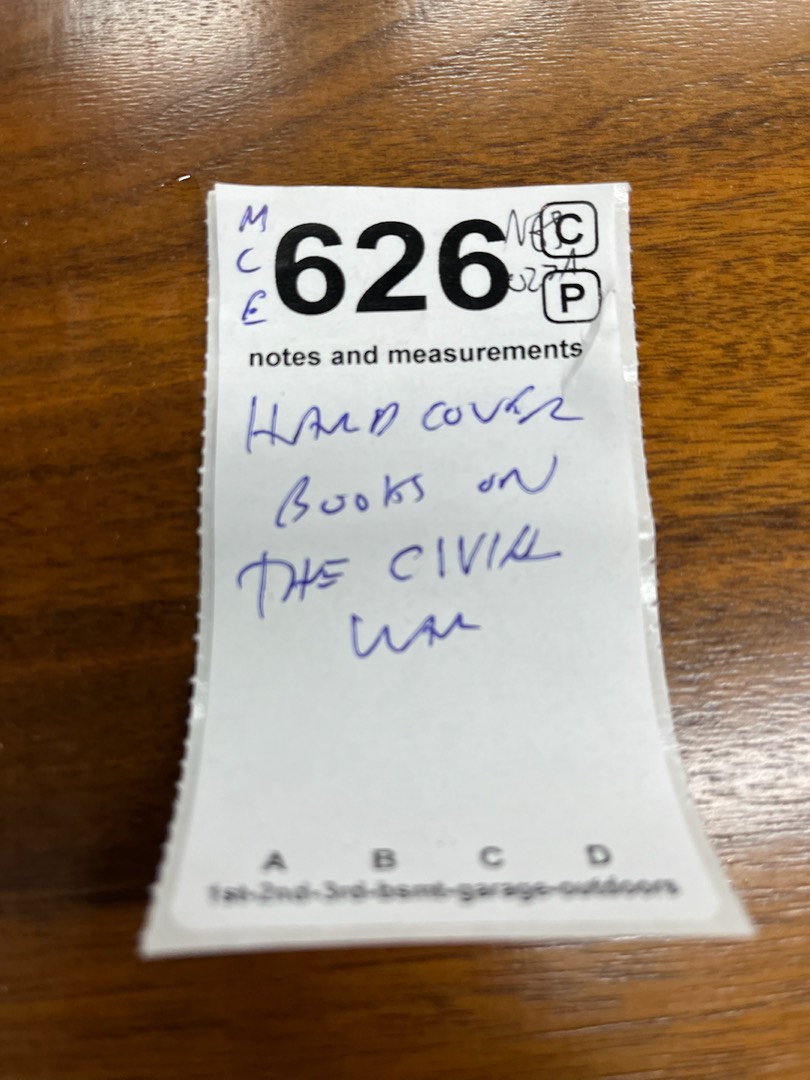 M
C
E
626
C
P
notes and measurements
HARD COVER
BOOKS ON
THE CIVIL
WAR
A B C D
1st-2nd-3rd-bsmt-garage-outdoors